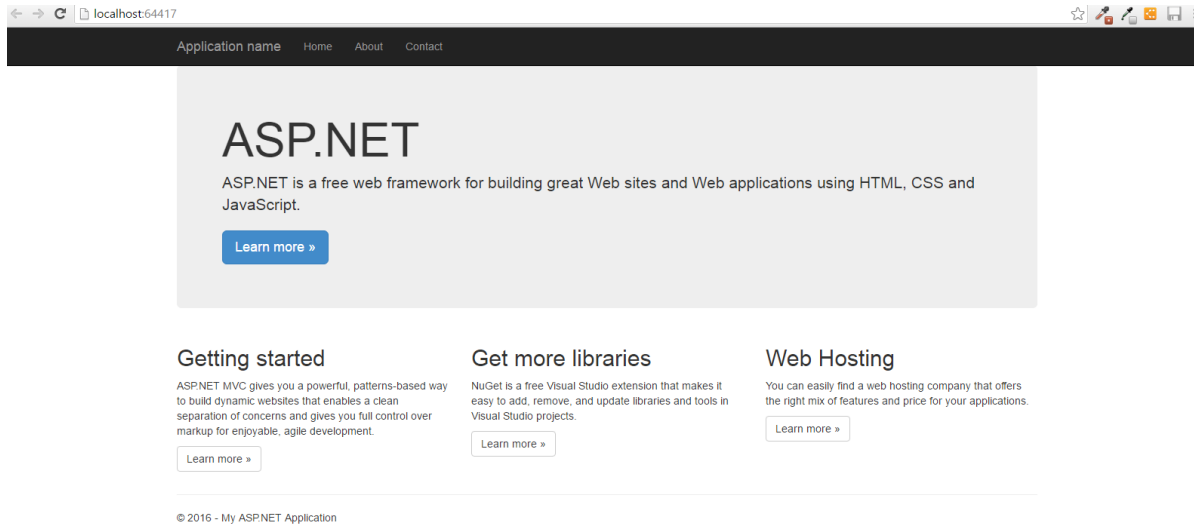 localhost:64417
Application name Home About Contact
ASP.NET
ASP.NET is a free web framework for building great Web sites and Web applications using HTML, CSS and
JavaScript.
Learn more »
Getting started
ASP.NET MVC gives you a powerful, patterns-based way
to build dynamic websites that enables a clean
separation of concerns and gives you full control over
markup for enjoyable, agile development.
Learn more »
Get more libraries
NuGet is a free Visual Studio extension that makes it
easy to add, remove, and update libraries and tools in
Visual Studio projects.
Learn more »
Web Hosting
You can easily find a web hosting company that offers
the right mix of features and price for your applications.
Learn more »
© 2016 - My ASP.NET Application